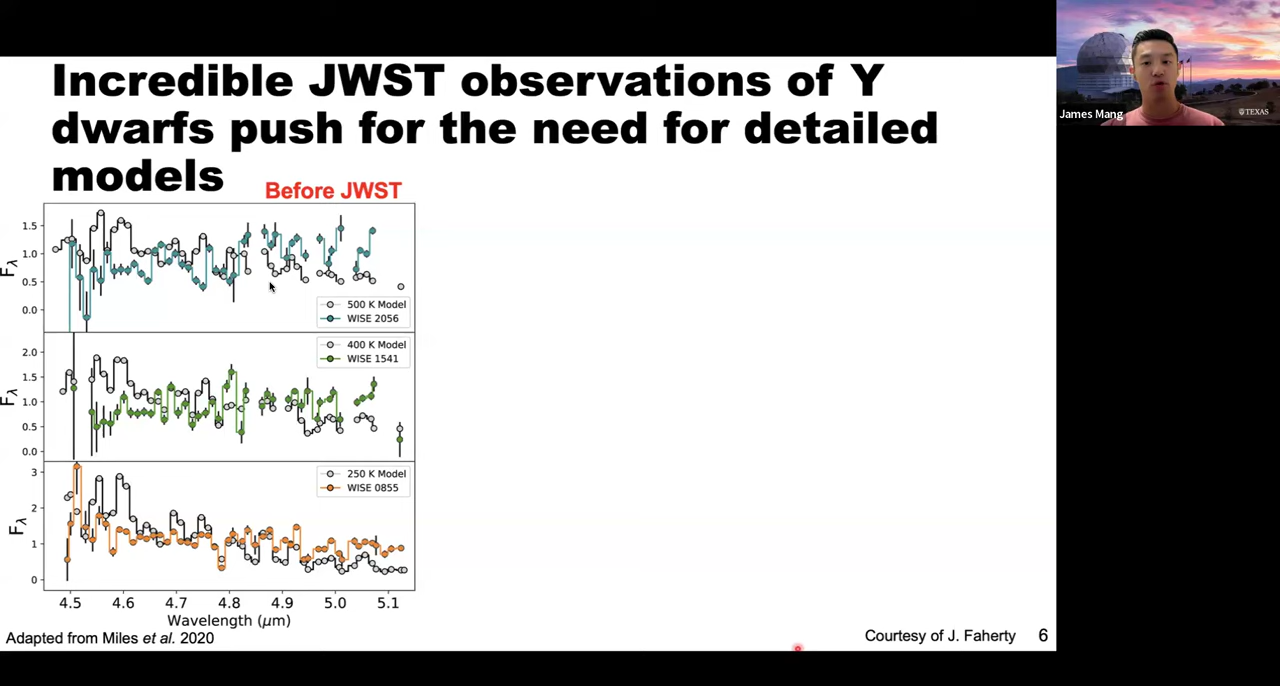 Incredible JWST observations of Y
dwarfs push for the need for detailed
models
Before JWST
1.5
1.0
0.5
0.0
Fλ
500 K Model
WISE 2056
2.0
1.5
1.0
0.5
0.0
Fλ
400 K Model
WISE 1541
3
2
1
0
Fλ
250 K Model
WISE 0855
4.5 4.6 4.7 4.8 4.9 5.0 5.1
Wavelength (μm)
Adapted from Miles et al. 2020
Courtesy of J. Faherty 6
TEXAS
James Mang